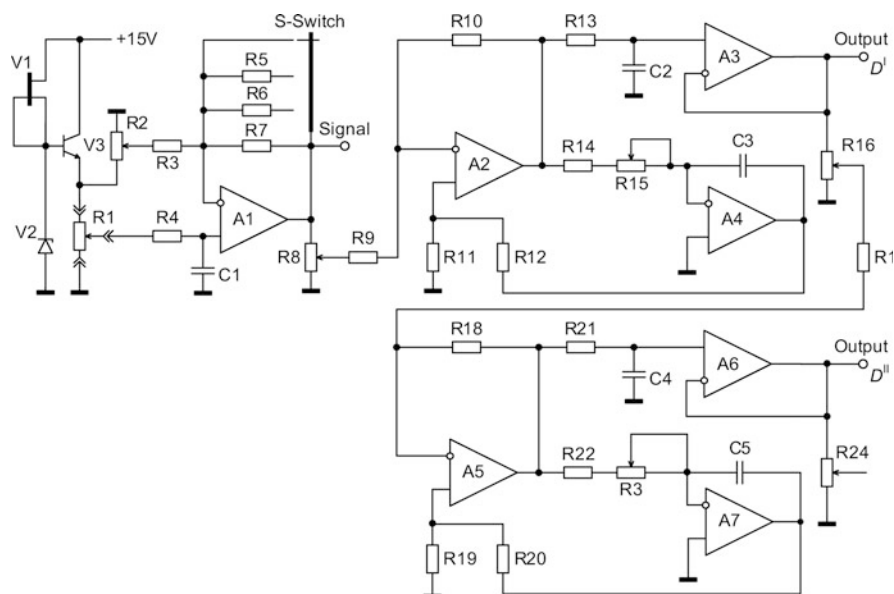 S-Switch
+15V
V1
R5
R6
R7
R2
V3
R3
Signal
R1
R4
A1
V2
C1
R8
R9
R10
R13
C2
A3
Output
D^I
R14
C3
A2
R15
R16
A4
R11
R12
R1
R18
R21
C4
A6
Output
D^II
R22
C5
A5
R3
R24
A7
R19
R20